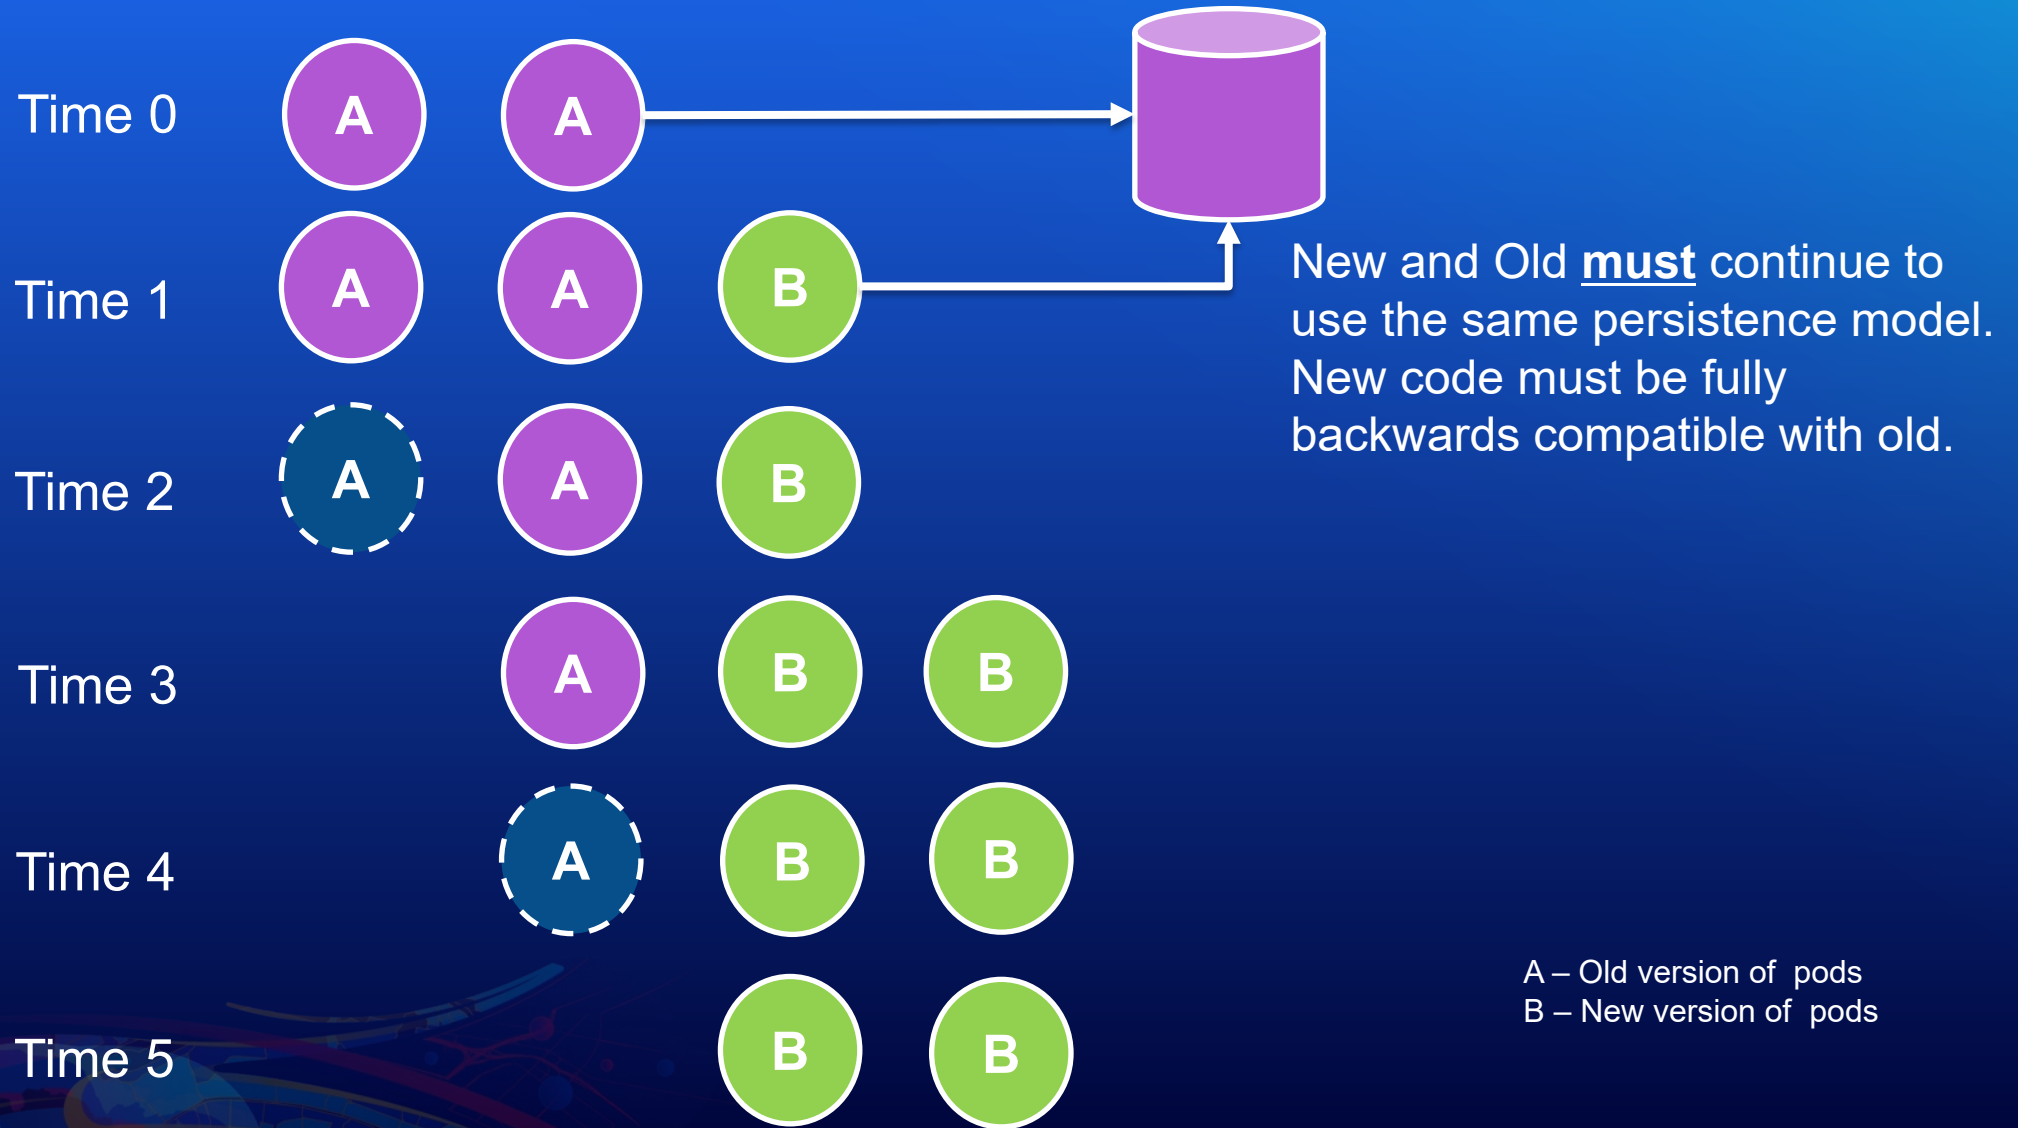 Time 0
A A
Time 1
A A B
New and Old must continue to
use the same persistence model.
New code must be fully
backwards compatible with old.
Time 2
A A B
Time 3
A B B
Time 4
A B B
A – Old version of pods
B – New version of pods
Time 5
B B